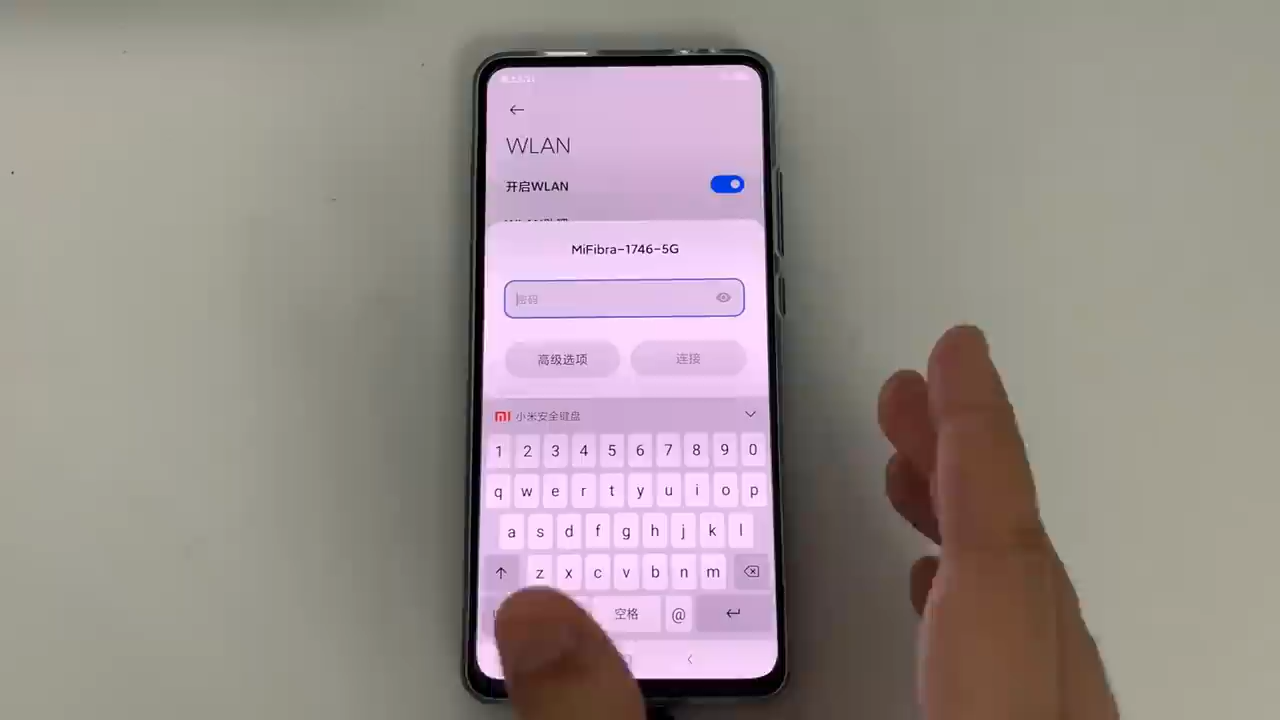 WLAN
开启WLAN
MiFibra-1746-5G
密码
高级选项 连接
小米安全键盘
1 2 3 4 5 6 7 8 9 0
q w e r t y u i o p
a s d f g h j k l
z x c v b n m
空格 @